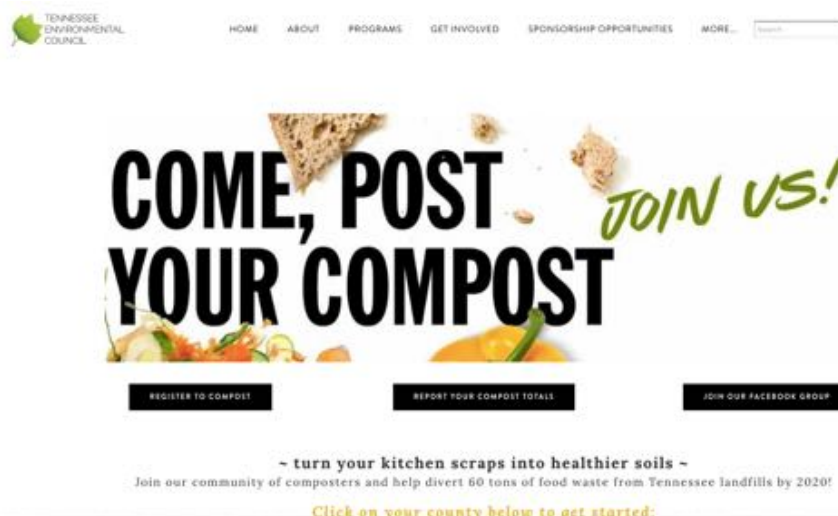 TENNESSEE
ENVIRONMENTAL
COUNCIL
HOME ABOUT PROGRAMS GET INVOLVED SPONSORSHIP OPPORTUNITIES MORE...
COME, POST
YOUR COMPOST
JOIN US!
REGISTER TO COMPOST REPORT YOUR COMPOST TOTALS JOIN OUR FACEBOOK GROUP
~ turn your kitchen scraps into healthier soils ~
Join our community of composters and help divert 60 tons of food waste from Tennessee landfills by 2020!
Click on your county below to get started: